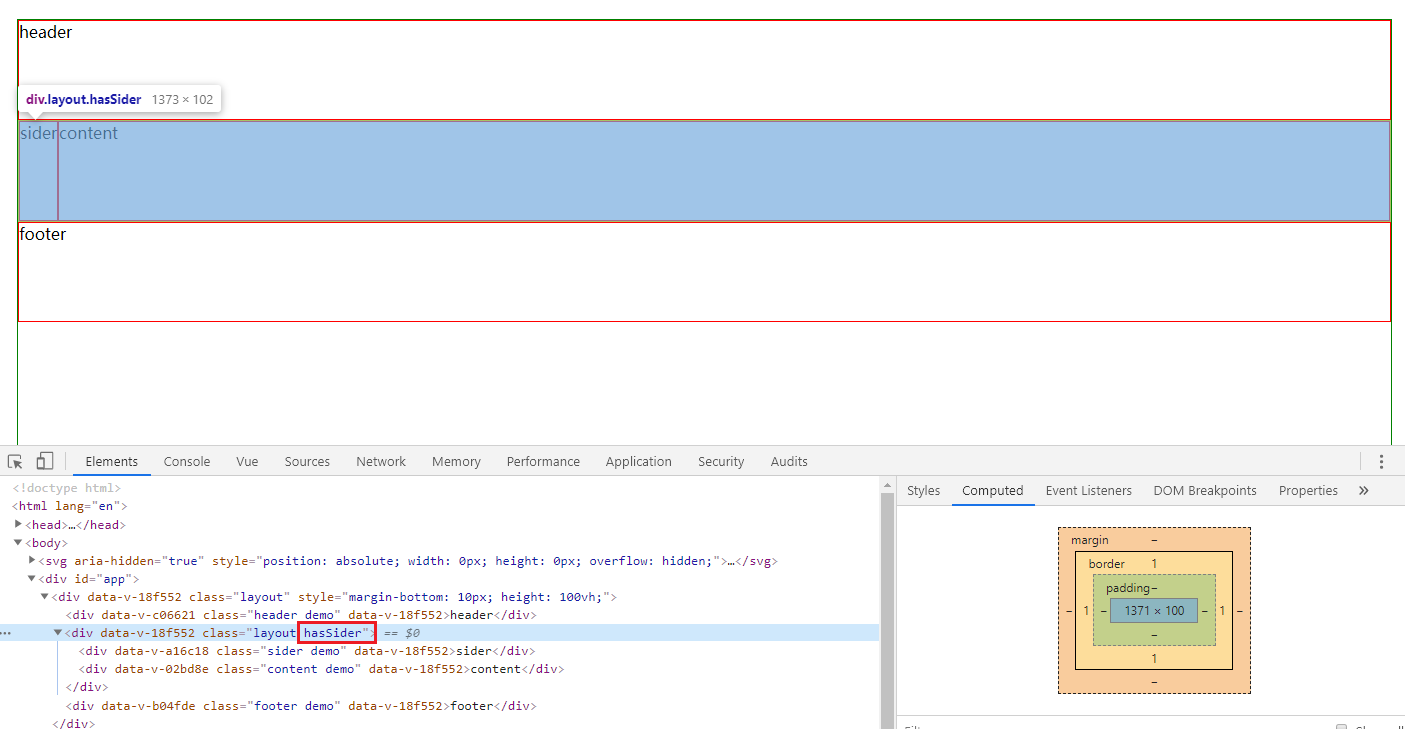 header
div.layout.hasSider 1373 × 102
sider content
footer
Elements Console Vue Sources Network Memory Performance Application Security Audits
<!doctype html>
<html lang="en">
<head>…</head>
<body>
<svg aria-hidden="true" style="position: absolute; width: 0px; height: 0px; overflow: hidden;">…</svg>
<div id="app">
<div data-v-18f552 class="layout" style="margin-bottom: 10px; height: 100vh;">
<div data-v-c06621 class="header demo" data-v-18f552>header</div>
… <div data-v-18f552 class="layout hasSider"> == $0
<div data-v-a16c18 class="sider demo" data-v-18f552>sider</div>
<div data-v-02bd8e class="content demo" data-v-18f552>content</div>
</div>
<div data-v-b04fde class="footer demo" data-v-18f552>footer</div>
</div>
Styles Computed Event Listeners DOM Breakpoints Properties »
margin –
border 1
padding –
– 1 – 1371 × 100 – 1 –
–
1
–